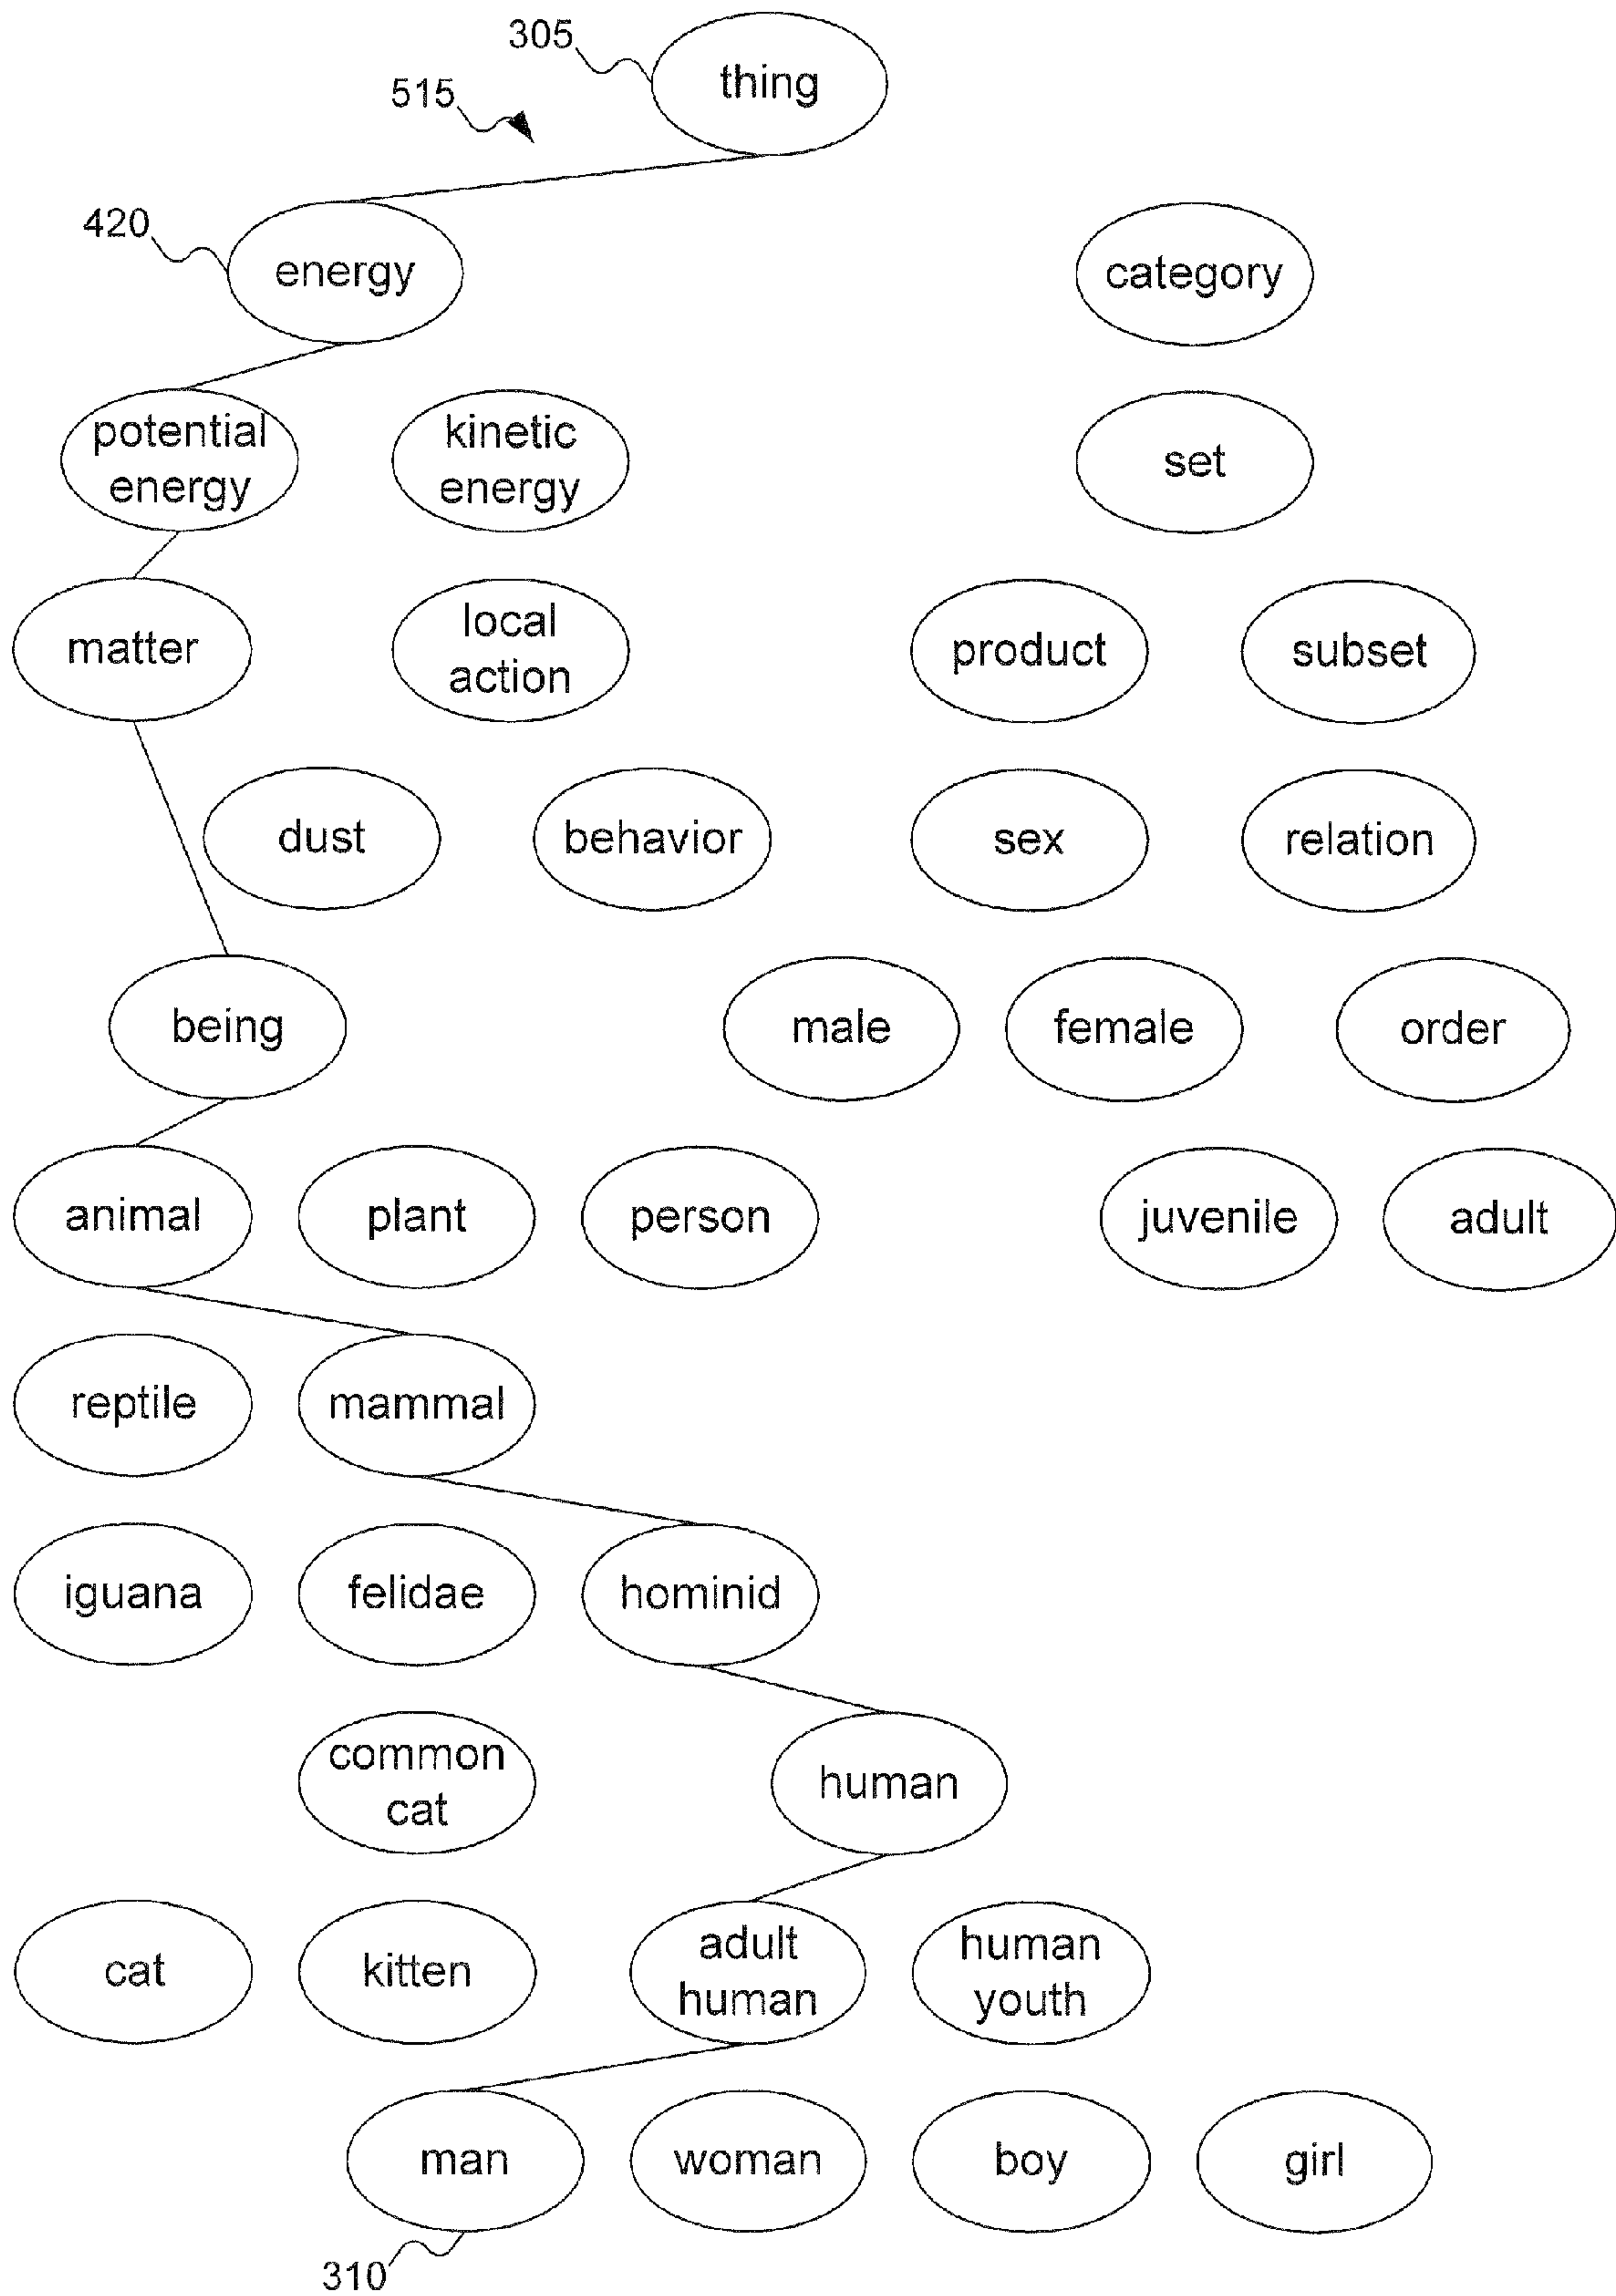 305
thing
515
420
energy
category
potential
energy
kinetic
energy
set
matter
local
action
product
subset
dust
behavior
sex
relation
being
male
female
order
animal
plant
person
juvenile
adult
reptile
mammal
iguana
felidae
hominid
common
cat
human
cat
kitten
adult
human
human
youth
man
woman
boy
girl
310